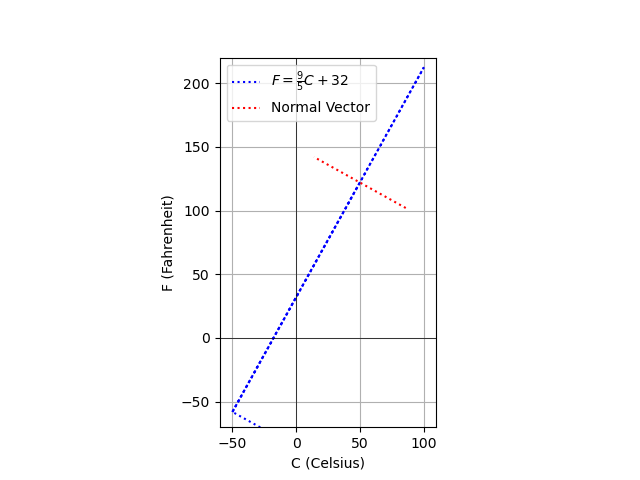 F = 9/5 C + 32
Normal Vector
200
150
100
50
0
−50
−50 0 50 100
C (Celsius)
F (Fahrenheit)